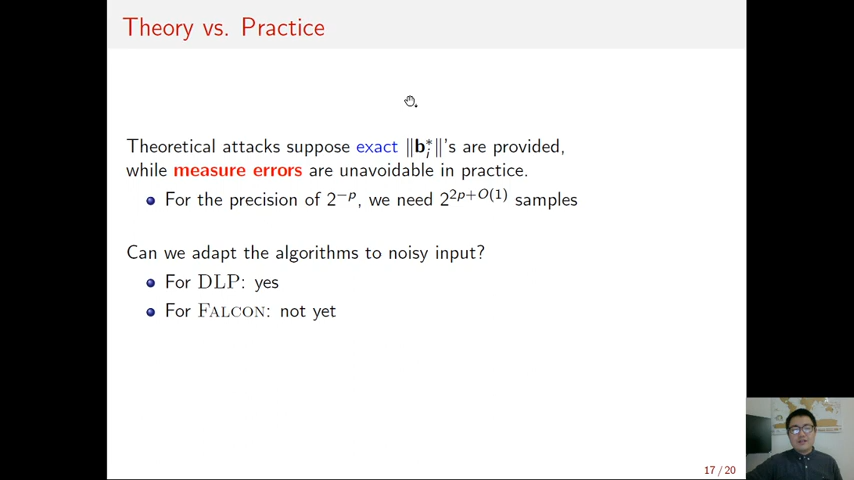 Theory vs. Practice
Theoretical attacks suppose exact ‖b*ᵢ‖'s are provided,
while measure errors are unavoidable in practice.
For the precision of 2⁻ᵖ, we need 2²ᵖ⁺ᴼ⁽¹⁾ samples
Can we adapt the algorithms to noisy input?
For DLP: yes
For FALCON: not yet
17 / 20